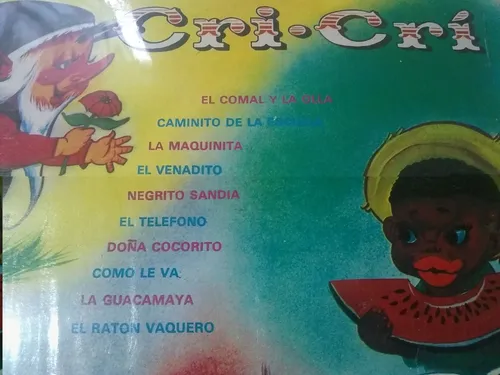 Cri-Crí
EL COMAL Y LA OLLA
CAMINITO DE LA ESCUELA
LA MAQUINITA
EL VENADITO
NEGRITO SANDIA
EL TELEFONO
DOÑA COCORITO
COMO LE VA
LA GUACAMAYA
EL RATON VAQUERO